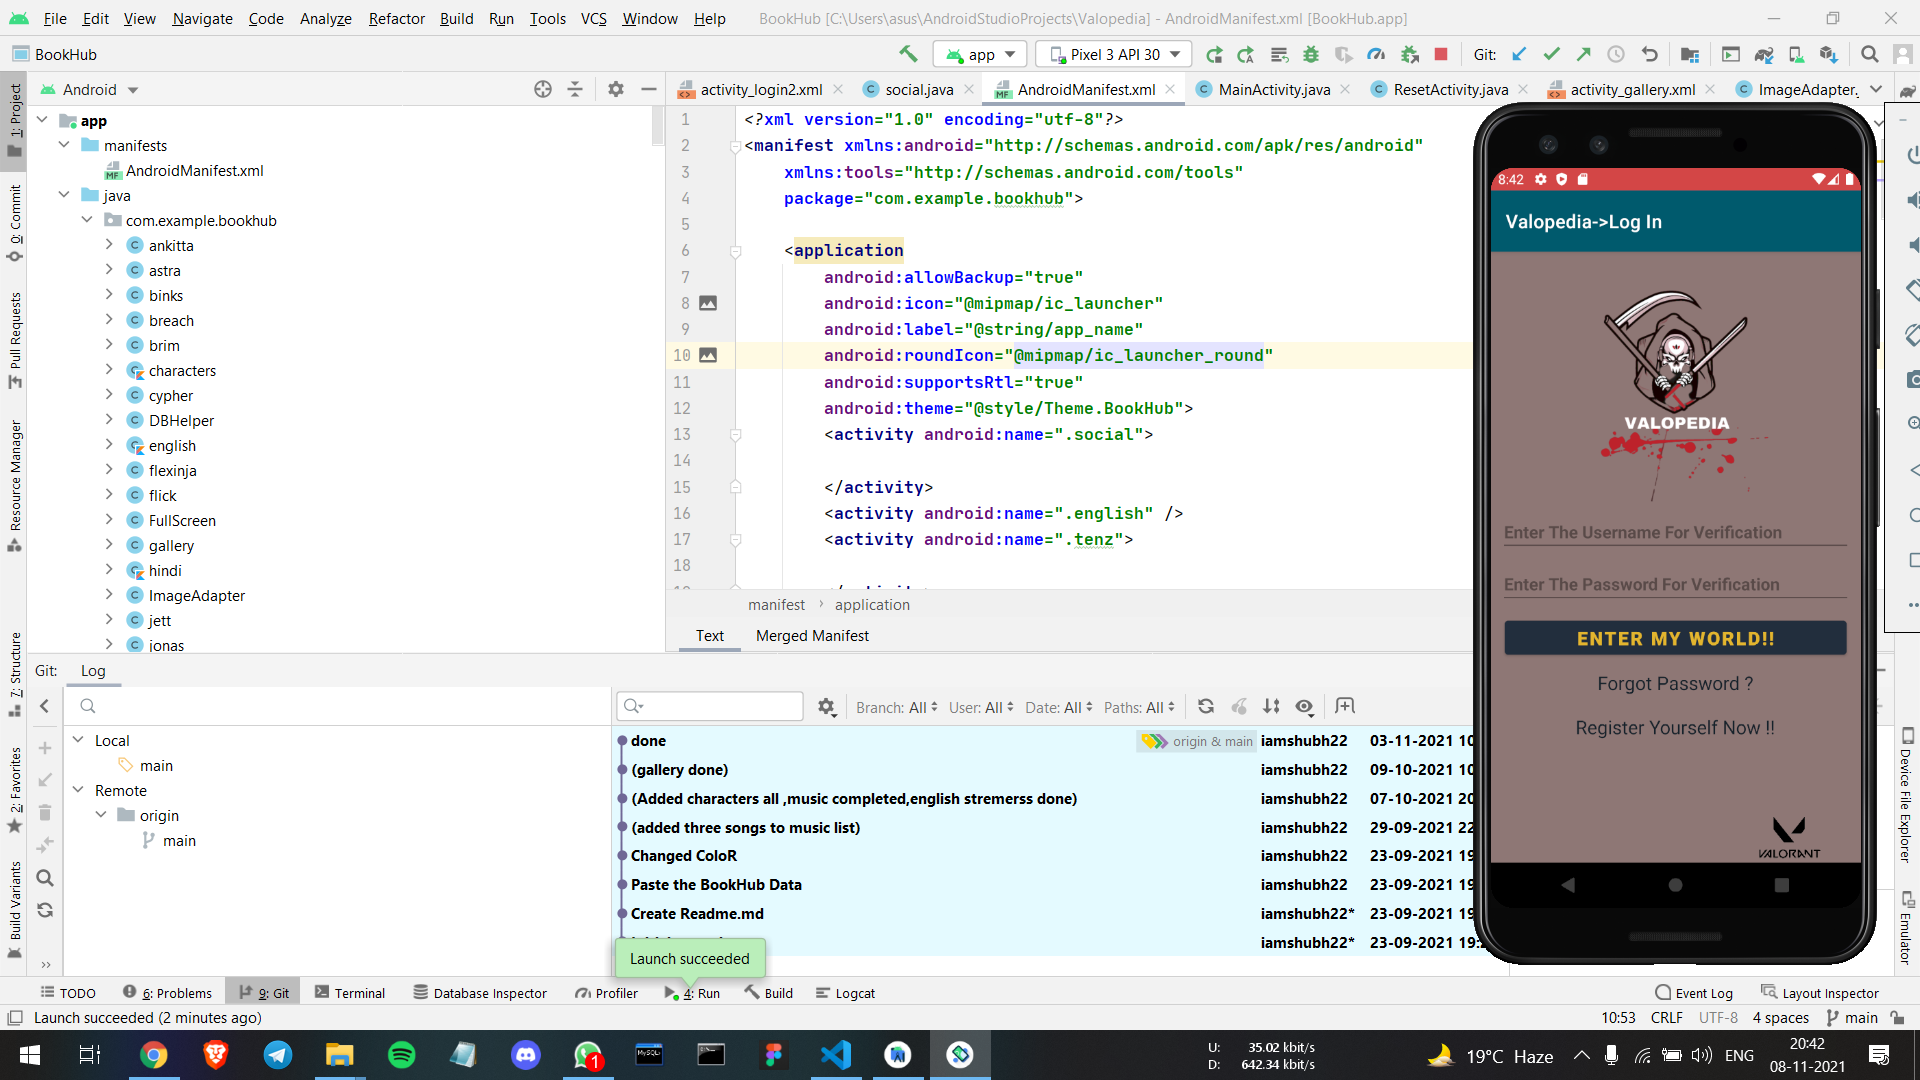 File Edit View Navigate Code Analyze Refactor Build Run Tools VCS Window Help BookHub [C:\Users\asus\AndroidStudioProjects\Valopedia] - AndroidManifest.xml [BookHub.app]
BookHub app Pixel 3 API 30 Git:
Android
activity_login2.xml social.java AndroidManifest.xml MainActivity.java ResetActivity.java activity_gallery.xml ImageAdapter.
1: Project
0: Commit
Pull Requests
Resource Manager
7: Structure
2: Favorites
Build Variants
app
manifests
AndroidManifest.xml
java
com.example.bookhub
ankitta
astra
binks
breach
brim
characters
cypher
DBHelper
english
flexinja
flick
FullScreen
gallery
hindi
ImageAdapter
jett
jonas
1 <?xml version="1.0" encoding="utf-8"?>
2 <manifest xmlns:android="http://schemas.android.com/apk/res/android"
3 xmlns:tools="http://schemas.android.com/tools"
4 package="com.example.bookhub">
5
6 <application
7 android:allowBackup="true"
8 android:icon="@mipmap/ic_launcher"
9 android:label="@string/app_name"
10 android:roundIcon="@mipmap/ic_launcher_round"
11 android:supportsRtl="true"
12 android:theme="@style/Theme.BookHub">
13 <activity android:name=".social">
14
15 </activity>
16 <activity android:name=".english" />
17 <activity android:name=".tenz">
18
manifest › application
Text Merged Manifest
8:42
Valopedia->Log In
VALOPEDIA
Enter The Username For Verification
Enter The Password For Verification
ENTER MY WORLD!!
Forgot Password ?
Register Yourself Now !!
VALORANT
Device File Explorer
Emulator
Git: Log
Branch: All User: All Date: All Paths: All
Local
main
Remote
origin
main
done origin & main iamshubh22 03-11-2021 10
(gallery done) iamshubh22 09-10-2021 10
(Added characters all ,music completed,english stremerss done) iamshubh22 07-10-2021 20
(added three songs to music list) iamshubh22 29-09-2021 22
Changed ColoR iamshubh22 23-09-2021 19
Paste the BookHub Data iamshubh22 23-09-2021 19
Create Readme.md iamshubh22* 23-09-2021 19
iamshubh22* 23-09-2021 19:
Launch succeeded
TODO 6: Problems 9: Git Terminal Database Inspector Profiler 4: Run Build Logcat Event Log Layout Inspector
Launch succeeded (2 minutes ago) 10:53 CRLF UTF-8 4 spaces main
MySQL 1 U: 35.02 kbit/s
D: 642.34 kbit/s
19°C Haze ENG 20:42
08-11-2021